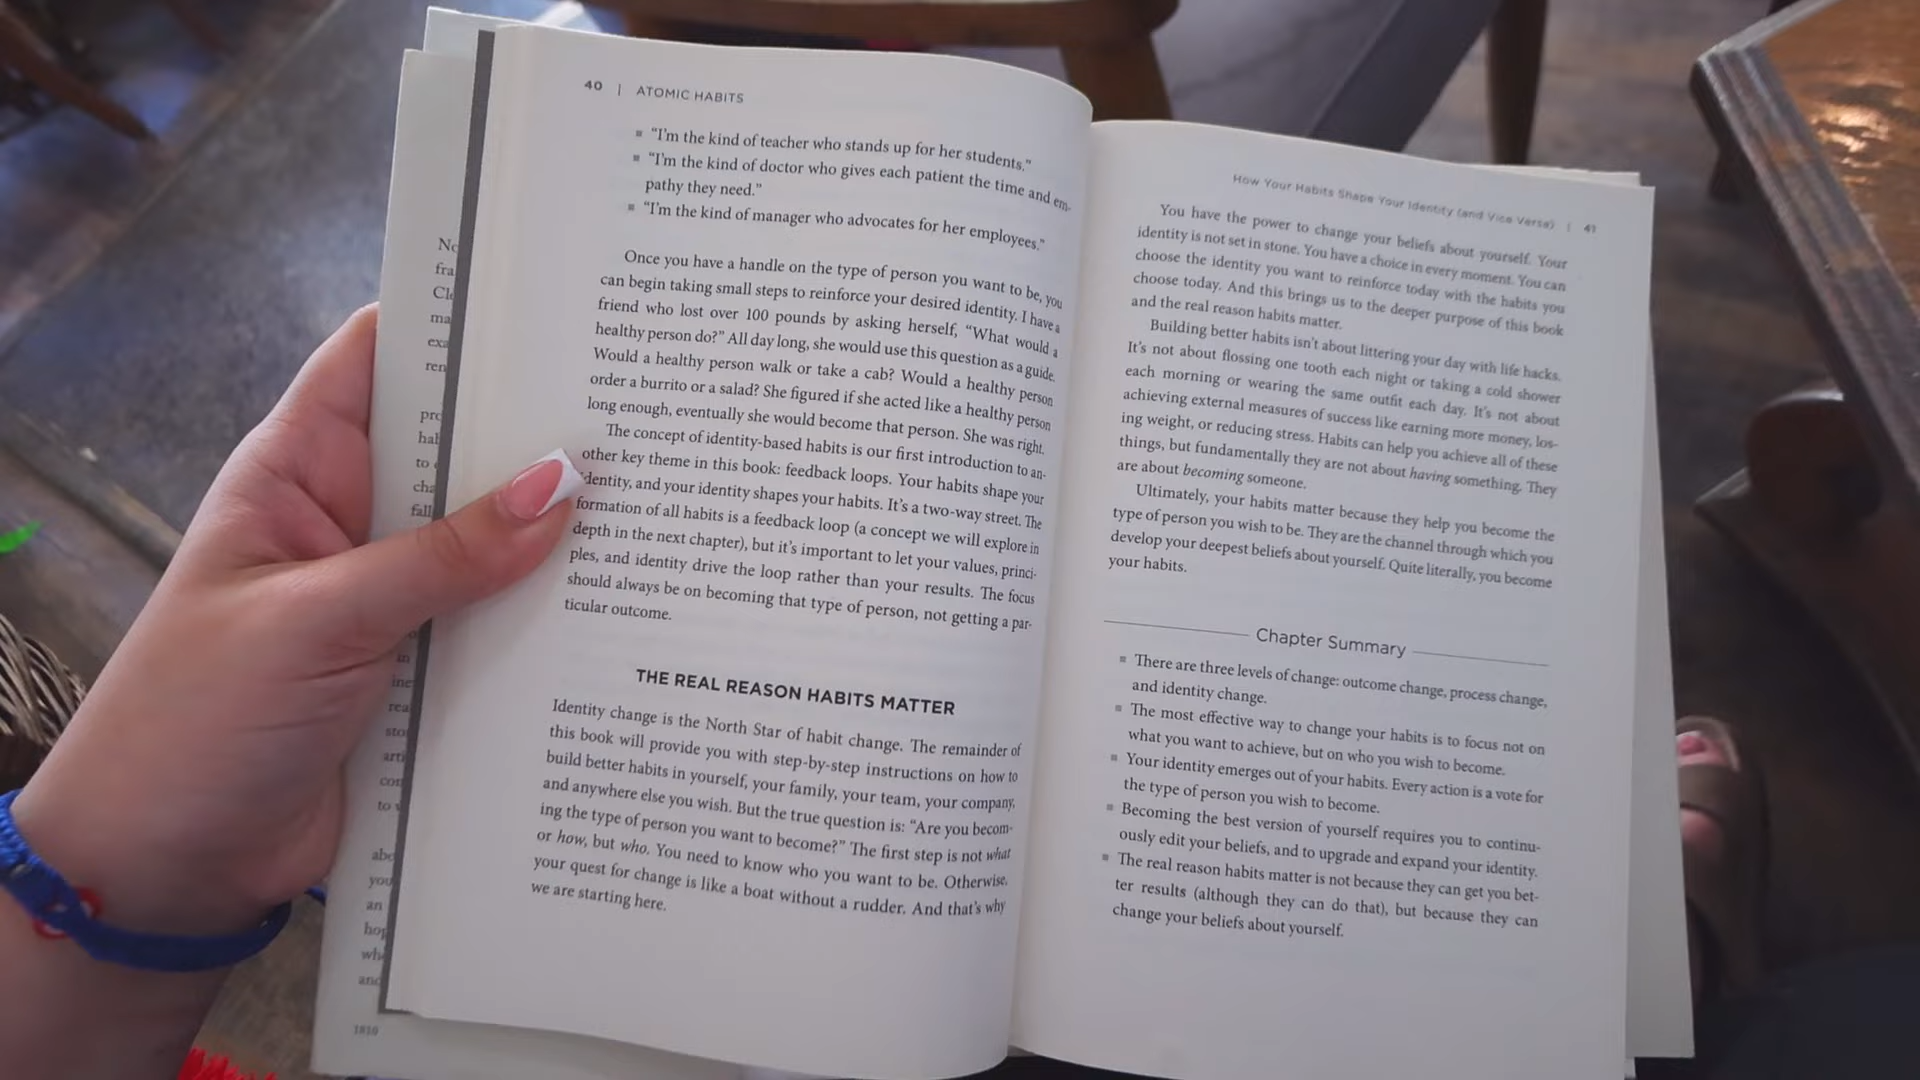 40 | ATOMIC HABITS
▪ “I’m the kind of teacher who stands up for her students.”
▪ “I’m the kind of doctor who gives each patient the time and em-
pathy they need.”
▪ “I’m the kind of manager who advocates for her employees.”
Once you have a handle on the type of person you want to be, you
can begin taking small steps to reinforce your desired identity. I have a
friend who lost over 100 pounds by asking herself, “What would a
healthy person do?” All day long, she would use this question as a guide.
Would a healthy person walk or take a cab? Would a healthy person
order a burrito or a salad? She figured if she acted like a healthy person
long enough, eventually she would become that person. She was right.
The concept of identity-based habits is our first introduction to an-
other key theme in this book: feedback loops. Your habits shape your
identity, and your identity shapes your habits. It’s a two-way street. The
formation of all habits is a feedback loop (a concept we will explore in
depth in the next chapter), but it’s important to let your values, princi-
ples, and identity drive the loop rather than your results. The focus
should always be on becoming that type of person, not getting a par-
ticular outcome.
THE REAL REASON HABITS MATTER
Identity change is the North Star of habit change. The remainder of
this book will provide you with step-by-step instructions on how to
build better habits in yourself, your family, your team, your company,
and anywhere else you wish. But the true question is: “Are you becom-
ing the type of person you want to become?” The first step is not what
or how, but who. You need to know who you want to be. Otherwise,
your quest for change is like a boat without a rudder. And that’s why
we are starting here.
How Your Habits Shape Your Identity (and Vice Versa) | 41
You have the power to change your beliefs about yourself. Your
identity is not set in stone. You have a choice in every moment. You can
choose the identity you want to reinforce today with the habits you
choose today. And this brings us to the deeper purpose of this book
and the real reason habits matter.
Building better habits isn’t about littering your day with life hacks.
It’s not about flossing one tooth each night or taking a cold shower
each morning or wearing the same outfit each day. It’s not about
achieving external measures of success like earning more money, los-
ing weight, or reducing stress. Habits can help you achieve all of these
things, but fundamentally they are not about having something. They
are about becoming someone.
Ultimately, your habits matter because they help you become the
type of person you wish to be. They are the channel through which you
develop your deepest beliefs about yourself. Quite literally, you become
your habits.
Chapter Summary
▪ There are three levels of change: outcome change, process change,
and identity change.
▪ The most effective way to change your habits is to focus not on
what you want to achieve, but on who you wish to become.
▪ Your identity emerges out of your habits. Every action is a vote for
the type of person you wish to become.
▪ Becoming the best version of yourself requires you to continu-
ously edit your beliefs, and to upgrade and expand your identity.
▪ The real reason habits matter is not because they can get you bet-
ter results (although they can do that), but because they can
change your beliefs about yourself.
1810